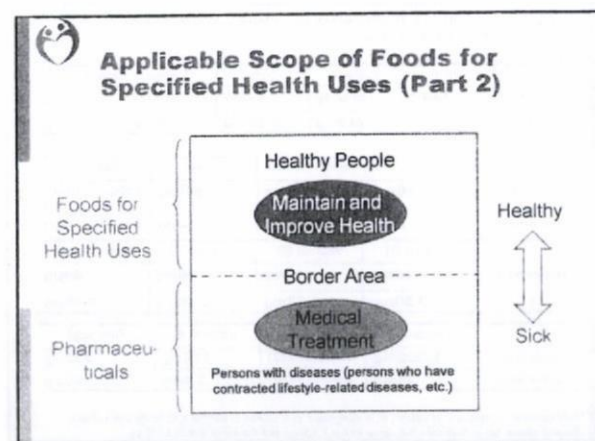 Applicable Scope of Foods for
Specified Health Uses (Part 2)
Healthy People
Maintain and
Improve Health
Foods for
Specified
Health Uses
Healthy
Border Area
Medical
Treatment
Sick
Pharmaceu-
ticals
Persons with diseases (persons who have
contracted lifestyle-related diseases, etc.)